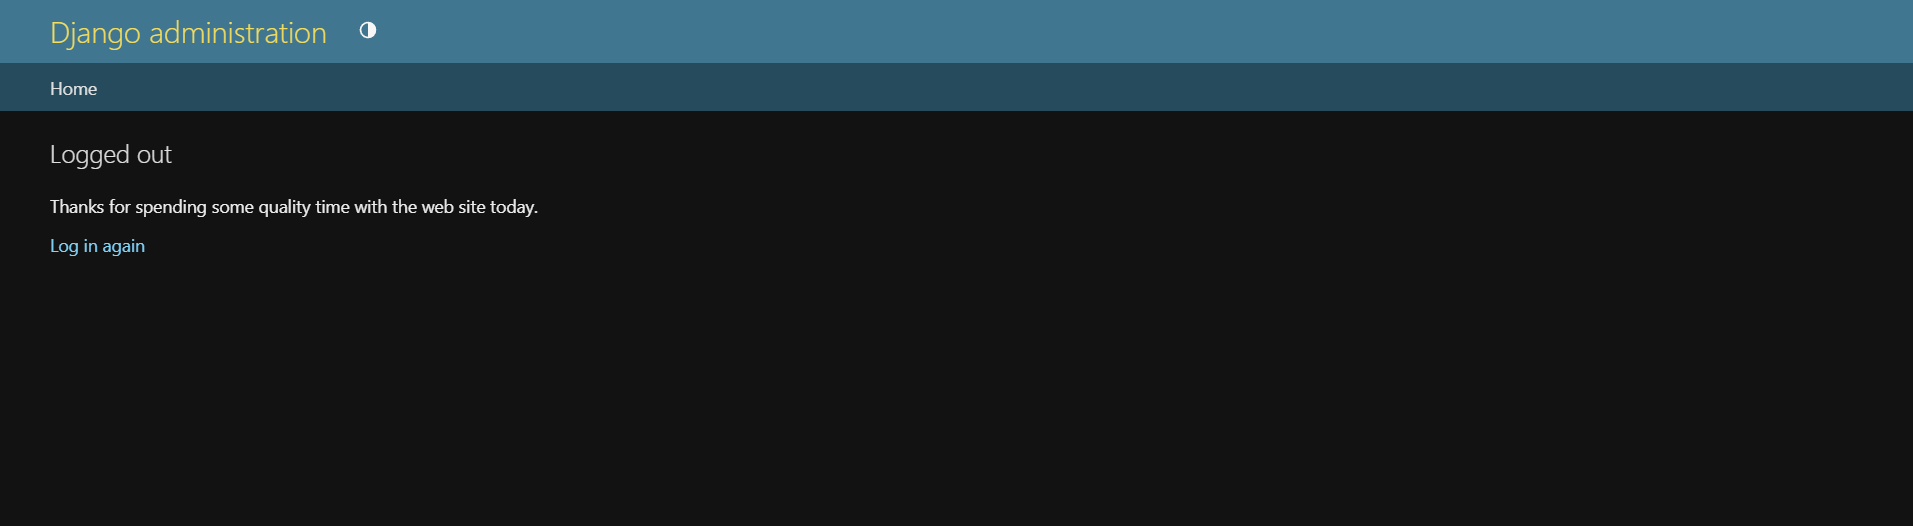 Django administration
Home
Logged out
Thanks for spending some quality time with the web site today.
Log in again